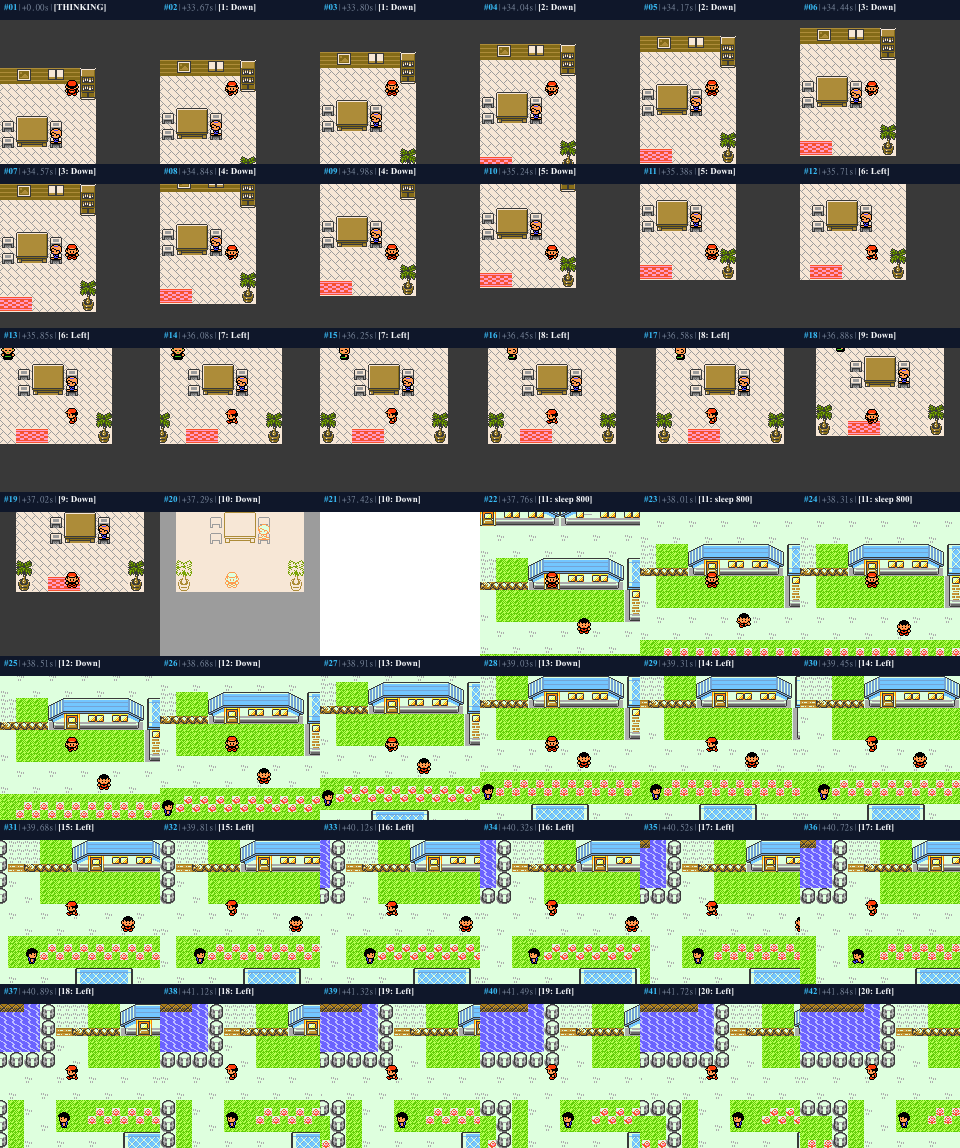 #01|+0.00s|[THINKING]
#02|+33.67s|[1: Down]
#03|+33.80s|[1: Down]
#04|+34.04s|[2: Down]
#05|+34.17s|[2: Down]
#06|+34.44s|[3: Down]
#07|+34.57s|[3: Down]
#08|+34.84s|[4: Down]
#09|+34.98s|[4: Down]
#10|+35.24s|[5: Down]
#11|+35.38s|[5: Down]
#12|+35.71s|[6: Left]
#13|+35.85s|[6: Left]
#14|+36.08s|[7: Left]
#15|+36.25s|[7: Left]
#16|+36.45s|[8: Left]
#17|+36.58s|[8: Left]
#18|+36.88s|[9: Down]
#19|+37.02s|[9: Down]
#20|+37.29s|[10: Down]
#21|+37.42s|[10: Down]
#22|+37.76s|[11: sleep 800]
#23|+38.01s|[11: sleep 800]
#24|+38.31s|[11: sleep 800]
#25|+38.51s|[12: Down]
#26|+38.68s|[12: Down]
#27|+38.91s|[13: Down]
#28|+39.03s|[13: Down]
#29|+39.31s|[14: Left]
#30|+39.45s|[14: Left]
#31|+39.68s|[15: Left]
#32|+39.81s|[15: Left]
#33|+40.12s|[16: Left]
#34|+40.32s|[16: Left]
#35|+40.52s|[17: Left]
#36|+40.72s|[17: Left]
#37|+40.89s|[18: Left]
#38|+41.12s|[18: Left]
#39|+41.32s|[19: Left]
#40|+41.49s|[19: Left]
#41|+41.72s|[20: Left]
#42|+41.84s|[20: Left]